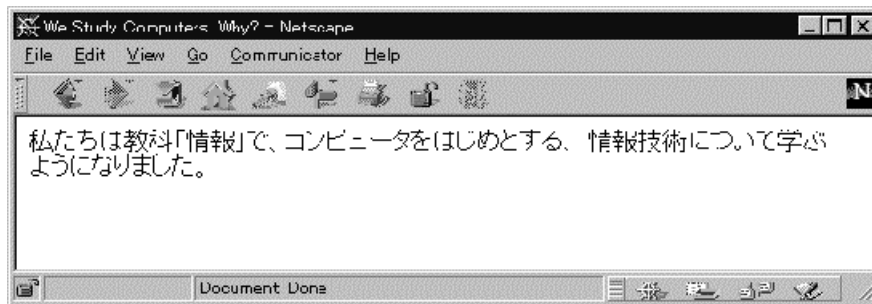 We Study Computers. Why? - Netscape
File Edit View Go Communicator Help
N
私たちは教科「情報」で、コンピュータをはじめとする、情報技術について学ぶ
ようになりました。
Document Done